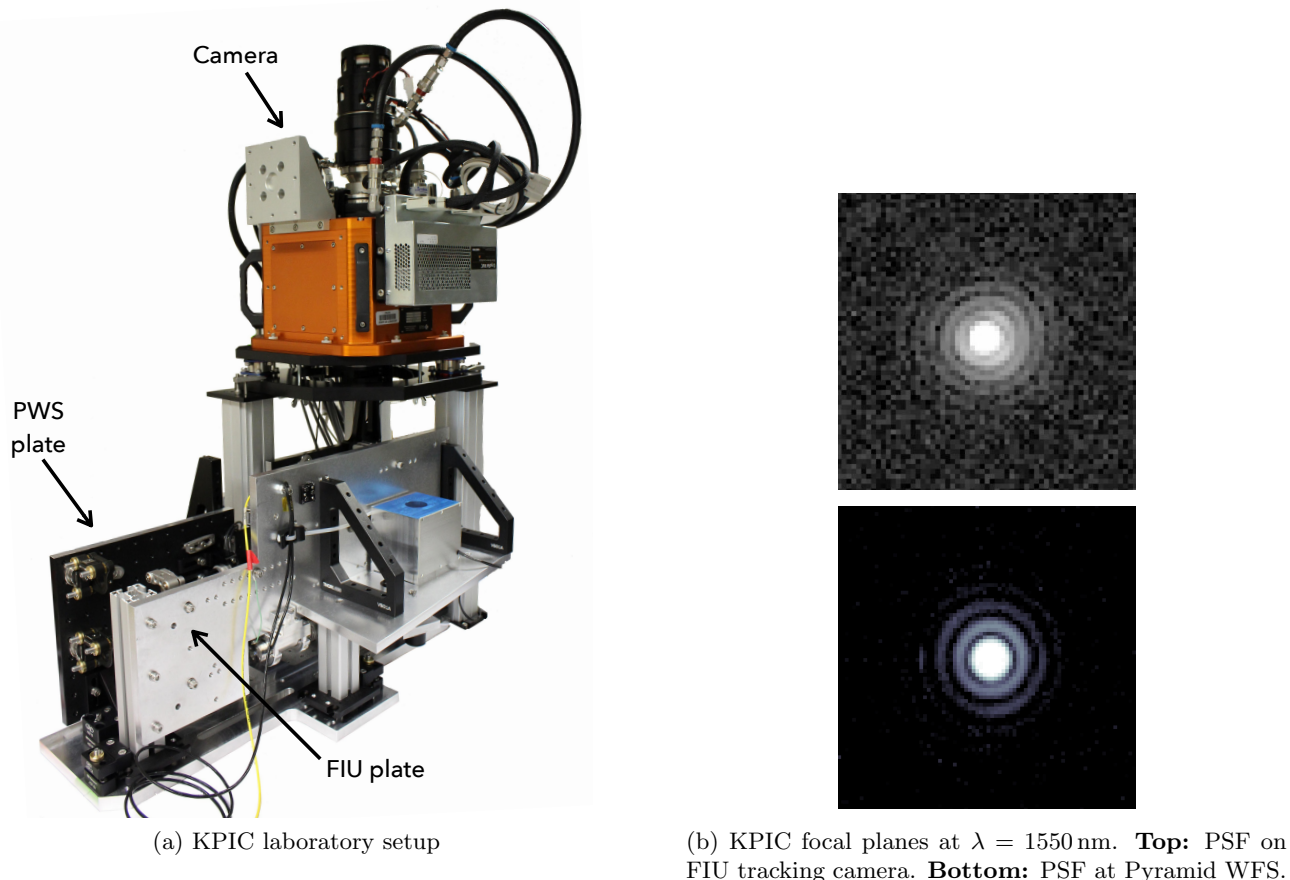 Camera
PWS
plate
FIU plate
(a) KPIC laboratory setup
(b) KPIC focal planes at λ = 1550 nm. Top: PSF on
FIU tracking camera. Bottom: PSF at Pyramid WFS.